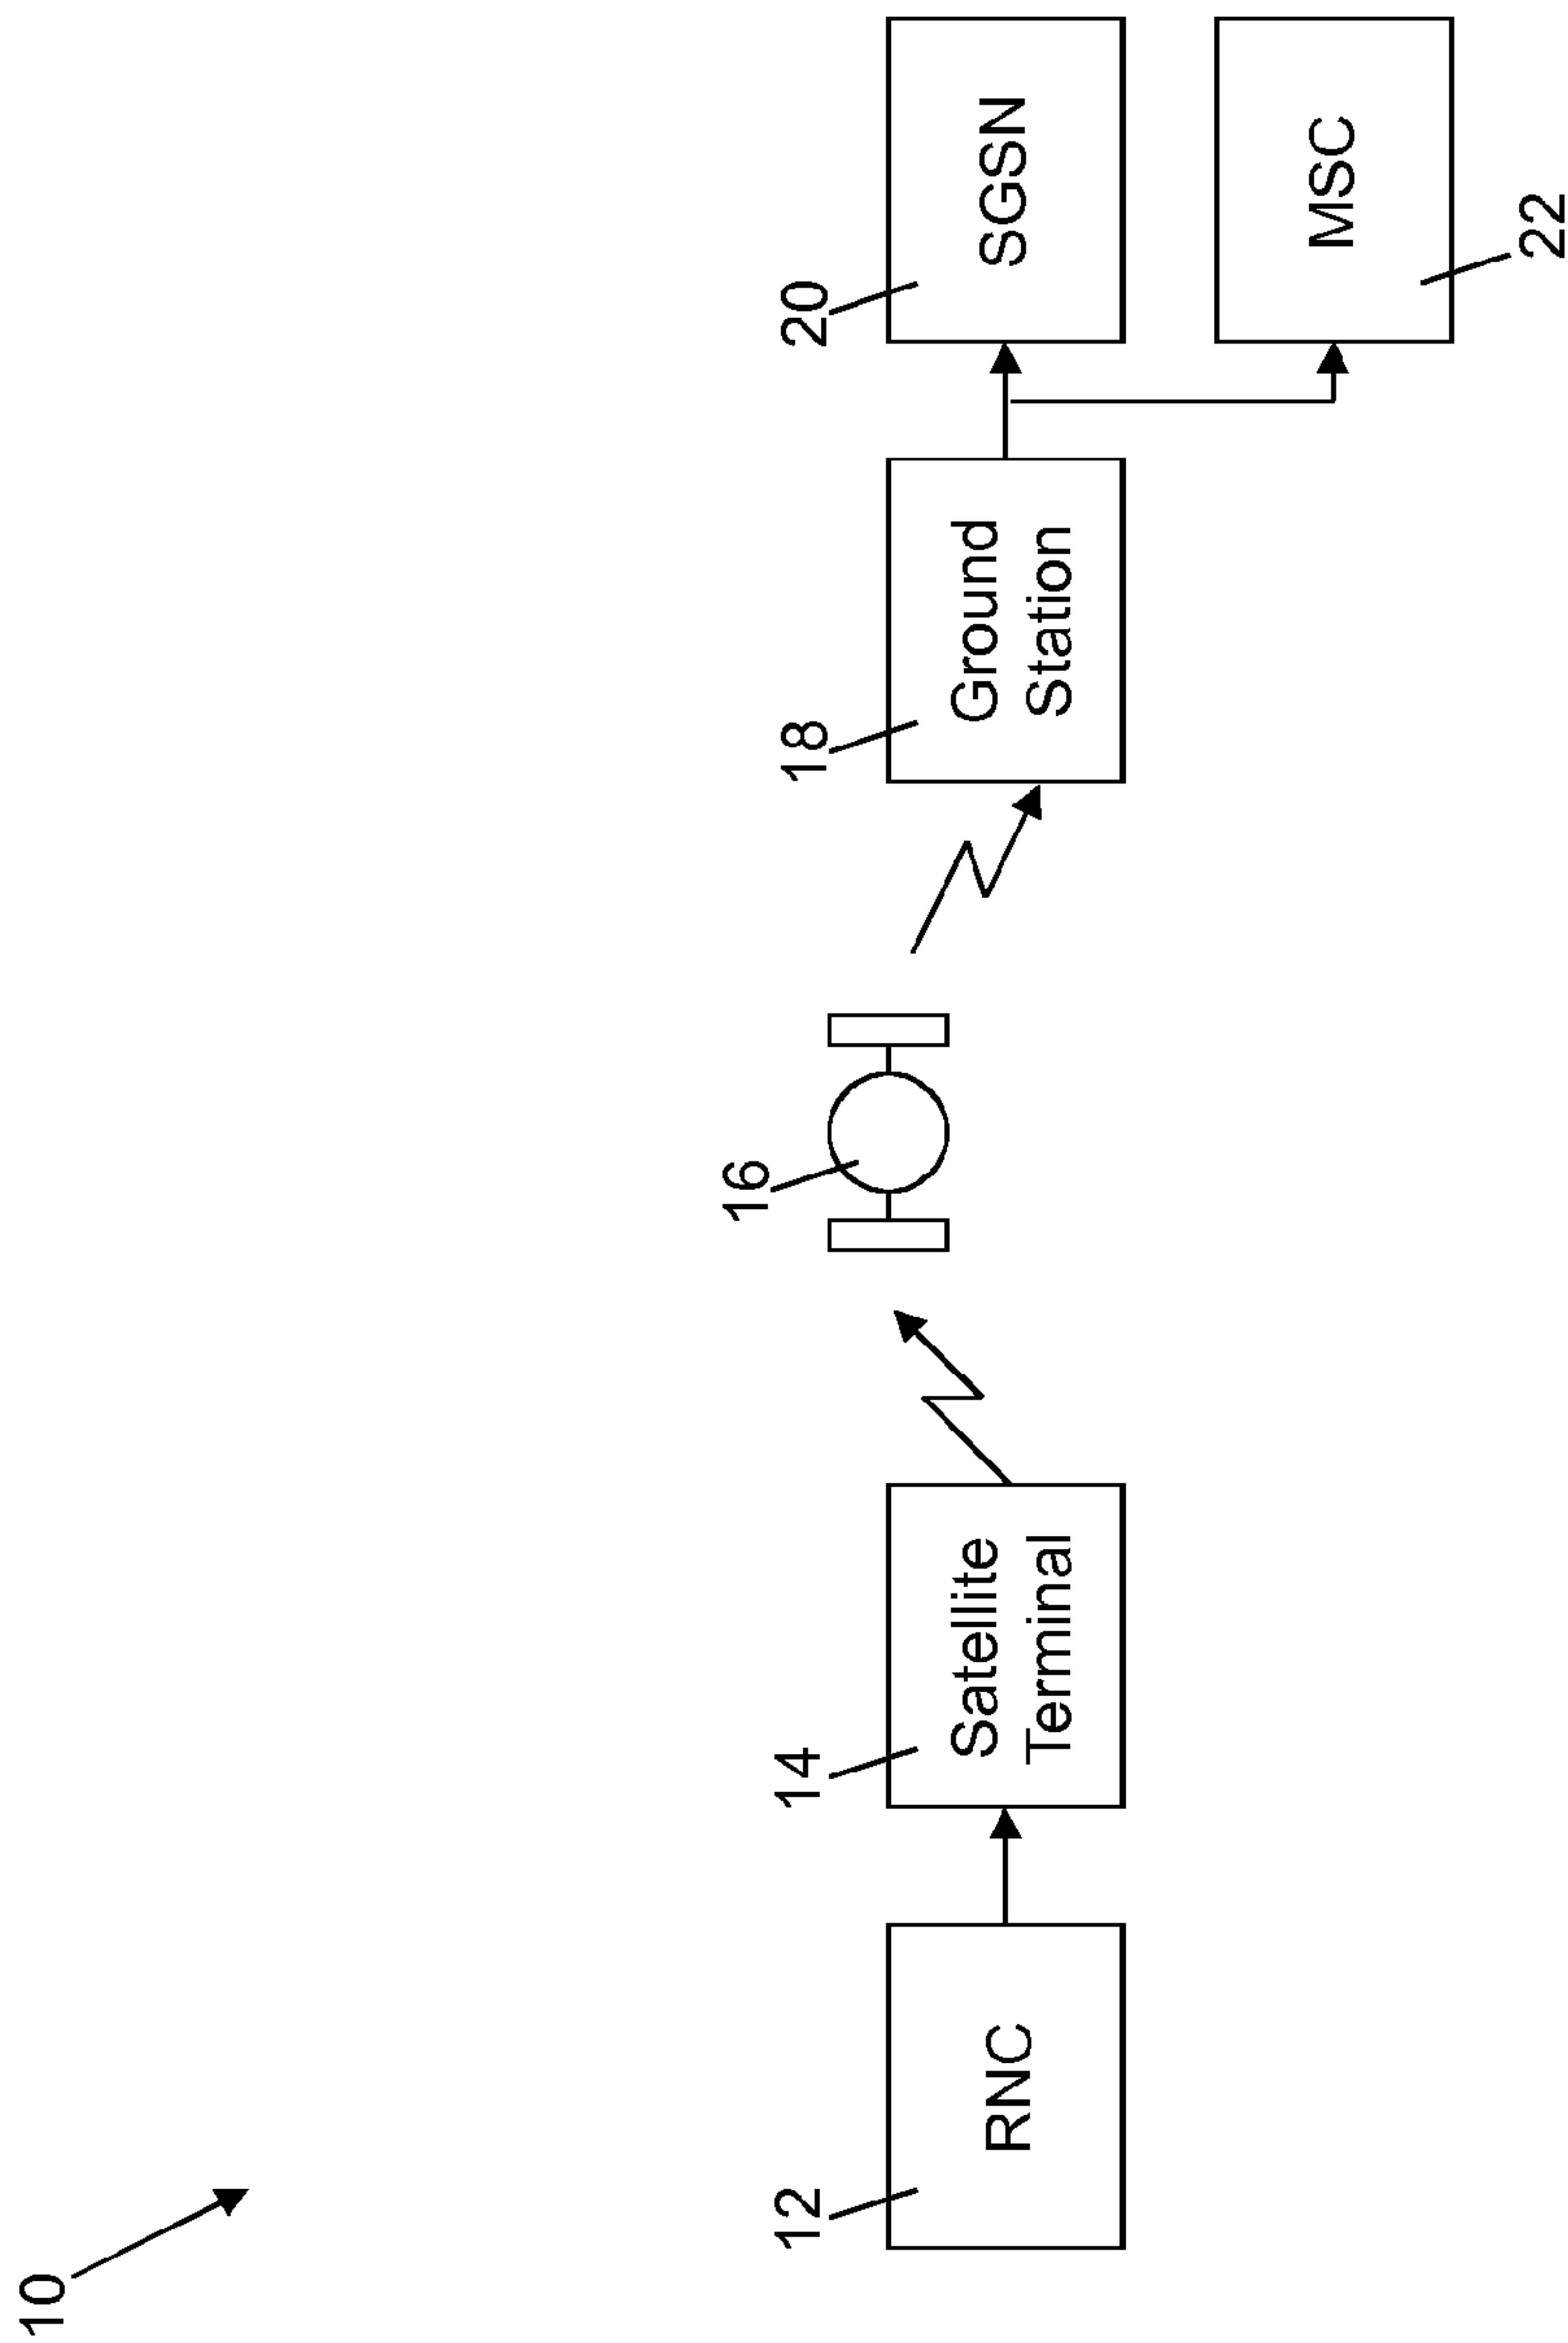 10
12
RNC
14
Satellite
Terminal
16
18
Ground
Station
20
SGSN
MSC
22